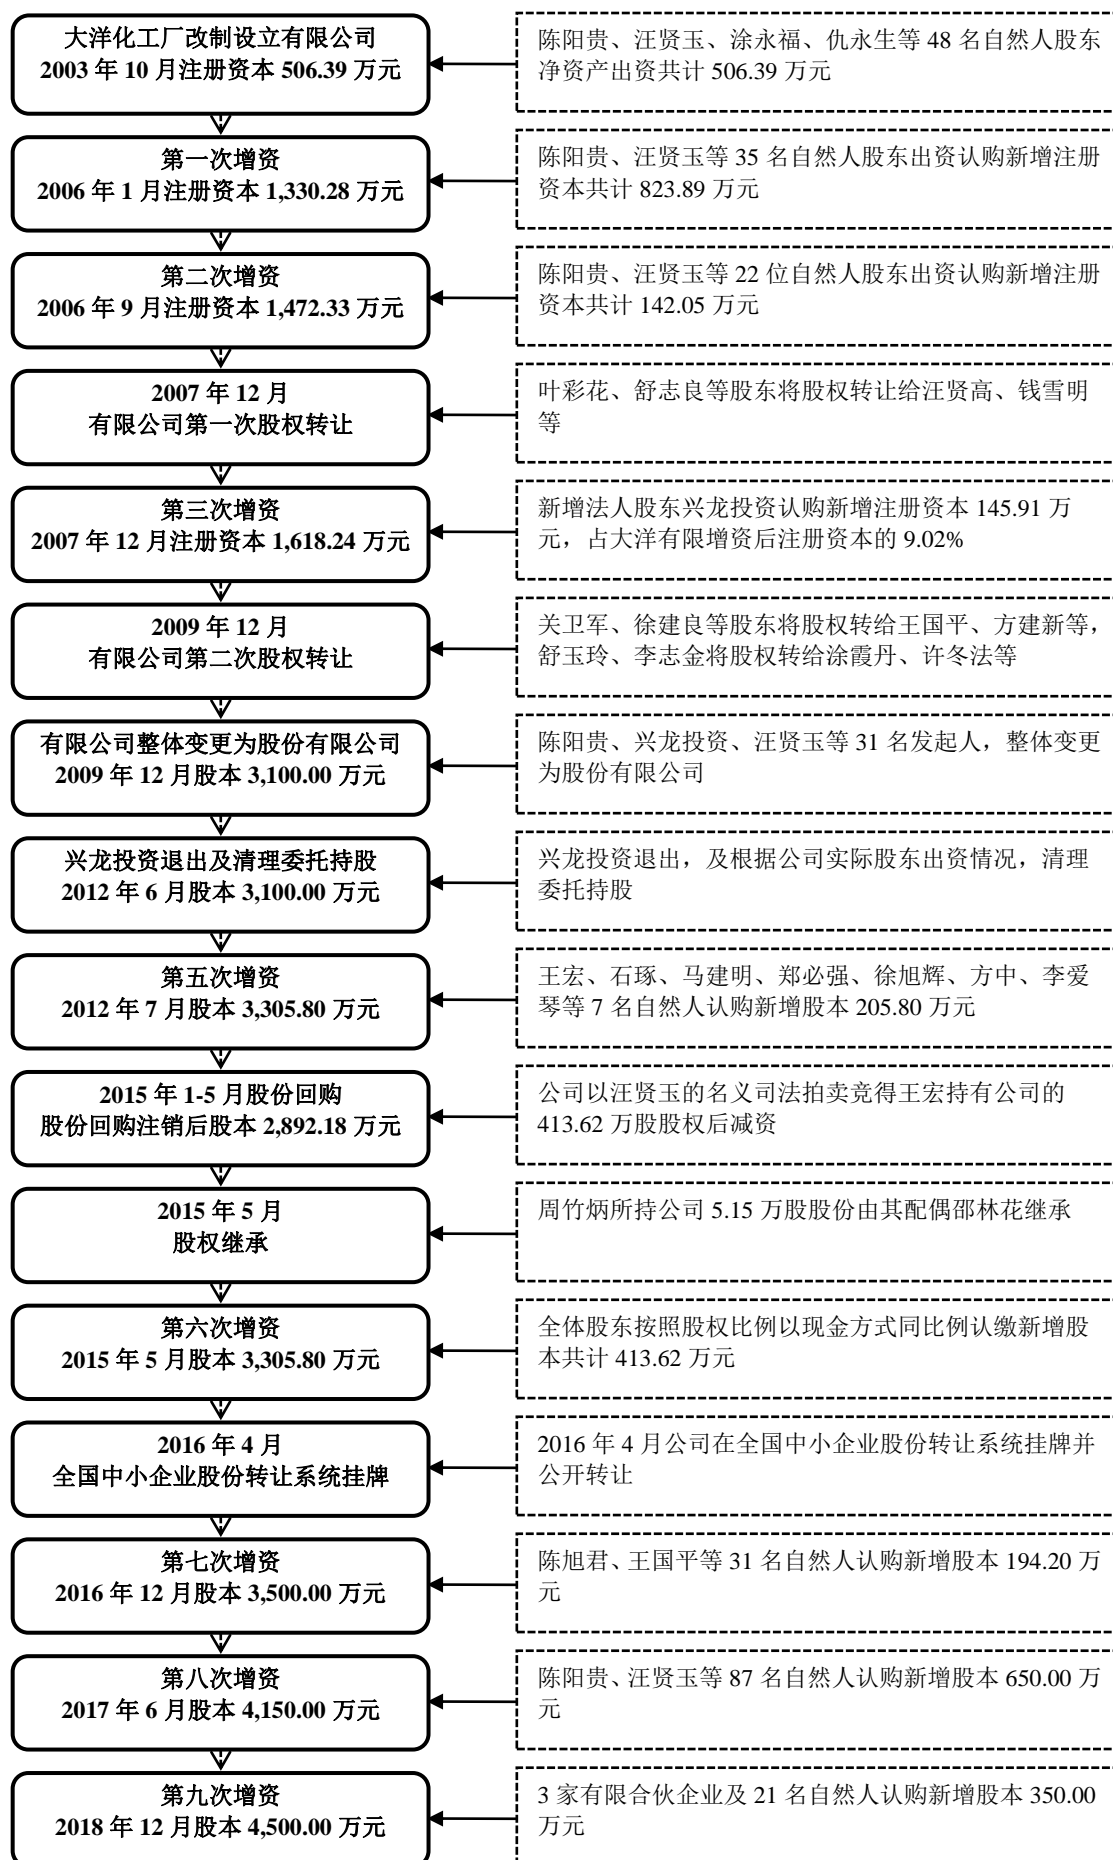 大洋化工厂改制设立有限公司
2003 年 10 月注册资本 506.39 万元
陈阳贵、汪贤玉、涂永福、仇永生等 48 名自然人股东
净资产出资共计 506.39 万元
第一次增资
2006 年 1 月注册资本 1,330.28 万元
陈阳贵、汪贤玉等 35 名自然人股东出资认购新增注册
资本共计 823.89 万元
第二次增资
2006 年 9 月注册资本 1,472.33 万元
陈阳贵、汪贤玉等 22 位自然人股东出资认购新增注册
资本共计 142.05 万元
2007 年 12 月
有限公司第一次股权转让
叶彩花、舒志良等股东将股权转让给汪贤高、钱雪明
等
第三次增资
2007 年 12 月注册资本 1,618.24 万元
新增法人股东兴龙投资认购新增注册资本 145.91 万
元，占大洋有限增资后注册资本的 9.02%
2009 年 12 月
有限公司第二次股权转让
关卫军、徐建良等股东将股权转给王国平、方建新等，
舒玉玲、李志金将股权转给涂霞丹、许冬法等
有限公司整体变更为股份有限公司
2009 年 12 月股本 3,100.00 万元
陈阳贵、兴龙投资、汪贤玉等 31 名发起人，整体变更
为股份有限公司
兴龙投资退出及清理委托持股
2012 年 6 月股本 3,100.00 万元
兴龙投资退出，及根据公司实际股东出资情况，清理
委托持股
第五次增资
2012 年 7 月股本 3,305.80 万元
王宏、石琢、马建明、郑必强、徐旭辉、方中、李爱
琴等 7 名自然人认购新增股本 205.80 万元
2015 年 1-5 月股份回购
股份回购注销后股本 2,892.18 万元
公司以汪贤玉的名义司法拍卖竞得王宏持有公司的
413.62 万股股权后减资
2015 年 5 月
股权继承
周竹炳所持公司 5.15 万股股份由其配偶邵林花继承
第六次增资
2015 年 5 月股本 3,305.80 万元
全体股东按照股权比例以现金方式同比例认缴新增股
本共计 413.62 万元
2016 年 4 月
全国中小企业股份转让系统挂牌
2016 年 4 月公司在全国中小企业股份转让系统挂牌并
公开转让
第七次增资
2016 年 12 月股本 3,500.00 万元
陈旭君、王国平等 31 名自然人认购新增股本 194.20 万
元
第八次增资
2017 年 6 月股本 4,150.00 万元
陈阳贵、汪贤玉等 87 名自然人认购新增股本 650.00 万
元
第九次增资
2018 年 12 月股本 4,500.00 万元
3 家有限合伙企业及 21 名自然人认购新增股本 350.00
万元